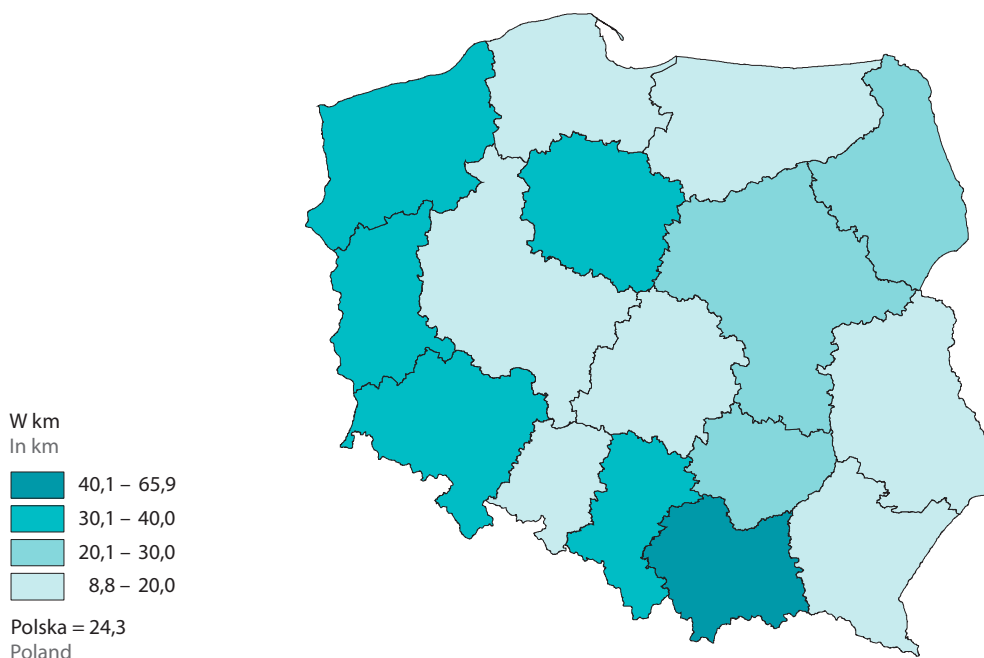 W km
In km
40,1 – 65,9
30,1 – 40,0
20,1 – 30,0
8,8 – 20,0
Polska = 24,3
Poland